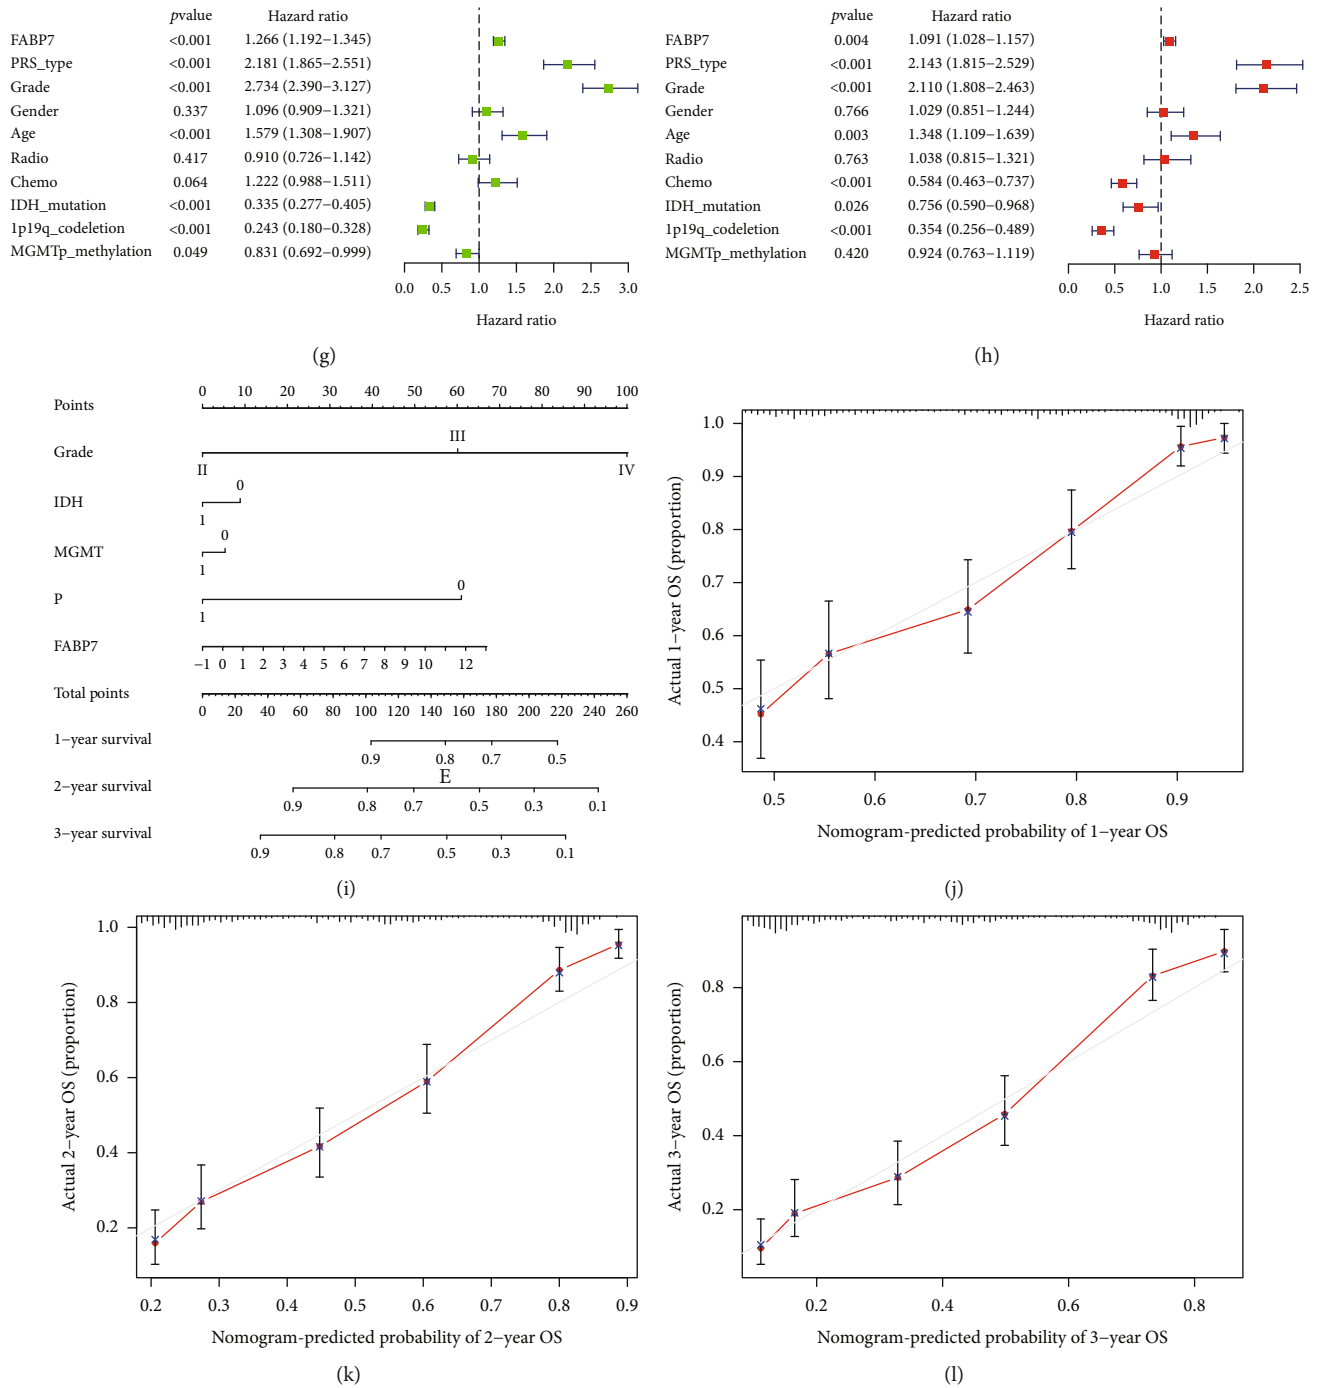 pvalue Hazard ratio
FABP7 <0.001 1.266 (1.192−1.345)
PRS_type <0.001 2.181 (1.865−2.551)
Grade <0.001 2.734 (2.390−3.127)
Gender 0.337 1.096 (0.909−1.321)
Age <0.001 1.579 (1.308−1.907)
Radio 0.417 0.910 (0.726−1.142)
Chemo 0.064 1.222 (0.988−1.511)
IDH_mutation <0.001 0.335 (0.277−0.405)
1p19q_codeletion <0.001 0.243 (0.180−0.328)
MGMTp_methylation 0.049 0.831 (0.692−0.999)
0.0 0.5 1.0 1.5 2.0 2.5 3.0
Hazard ratio
(g)
pvalue Hazard ratio
FABP7 0.004 1.091 (1.028−1.157)
PRS_type <0.001 2.143 (1.815−2.529)
Grade <0.001 2.110 (1.808−2.463)
Gender 0.766 1.029 (0.851−1.244)
Age 0.003 1.348 (1.109−1.639)
Radio 0.763 1.038 (0.815−1.321)
Chemo <0.001 0.584 (0.463−0.737)
IDH_mutation 0.026 0.756 (0.590−0.968)
1p19q_codeletion <0.001 0.354 (0.256−0.489)
MGMTp_methylation 0.420 0.924 (0.763−1.119)
0.0 0.5 1.0 1.5 2.0 2.5
Hazard ratio
(h)
0 10 20 30 40 50 60 70 80 90 100
Points
III
Grade
II IV
0
IDH
1
0
MGMT
1
0
P
1
FABP7
−1 0 1 2 3 4 5 6 7 8 9 10 12
Total points
0 20 40 60 80 100 120 140 160 180 200 220 240 260
1−year survival
0.9 0.8 0.7 0.5
E
2−year survival
0.9 0.8 0.7 0.5 0.3 0.1
3−year survival
0.9 0.8 0.7 0.5 0.3 0.1
(i)
Actual 1−year OS (proportion)
1.0
0.9
0.8
0.7
0.6
0.5
0.4
0.5 0.6 0.7 0.8 0.9
Nomogram-predicted probability of 1−year OS
(j)
Actual 2−year OS (proportion)
1.0
0.8
0.6
0.4
0.2
0.2 0.3 0.4 0.5 0.6 0.7 0.8 0.9
Nomogram-predicted probability of 2−year OS
(k)
Actual 3−year OS (proportion)
0.8
0.6
0.4
0.2
0.2 0.4 0.6 0.8
Nomogram-predicted probability of 3−year OS
(l)